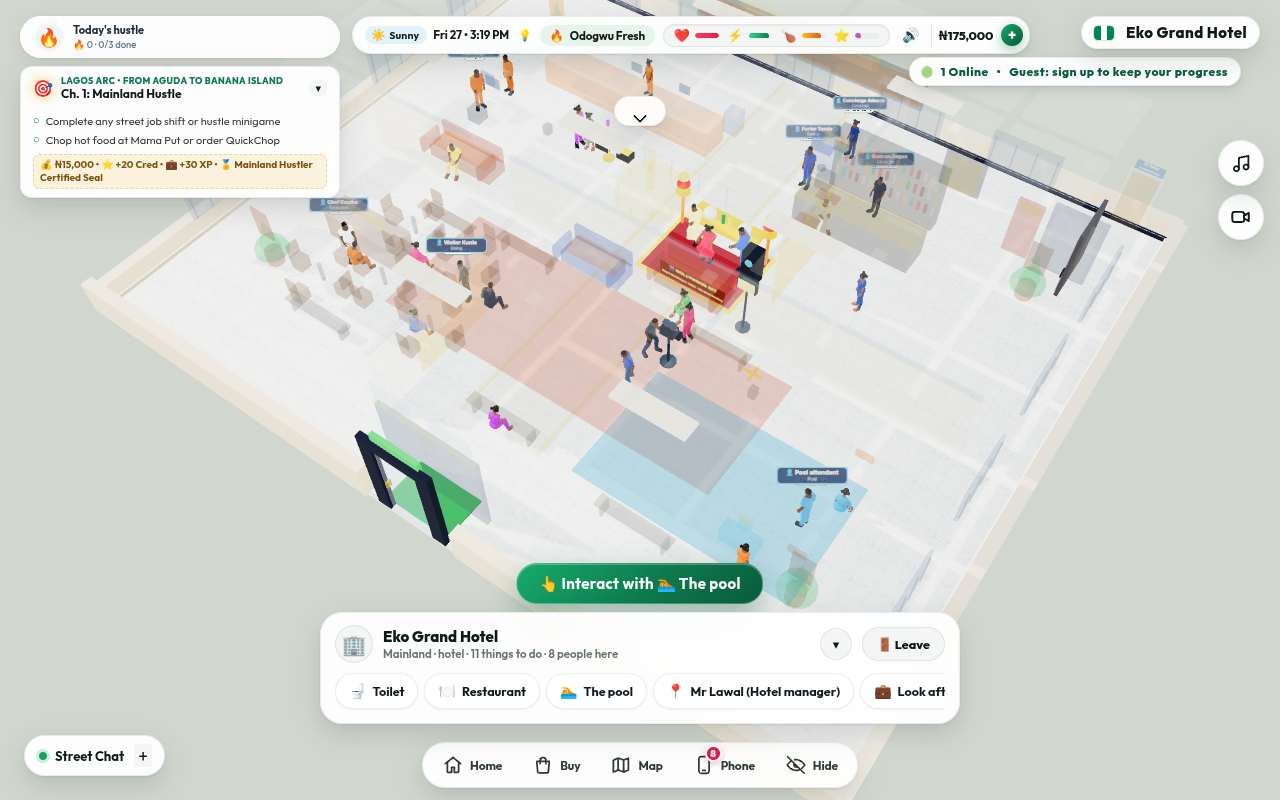 Today's hustle
🔥 0 · 0/3 done
Sunny
Fri 27 • 3:19 PM
Odogwu Fresh
₦175,000
+
Eko Grand Hotel
1 Online • Guest: sign up to keep your progress
LAGOS ARC • FROM AGUDA TO BANANA ISLAND
Ch. 1: Mainland Hustle
Complete any street job shift or hustle minigame
Chop hot food at Mama Put or order QuickChop
💰 ₦15,000 • ⭐ +20 Cred • 💼 +30 XP • 🏅 Mainland Hustler
Certified Seal
Waiter Kunle
Dining
Pool attendant
Pool
👆 Interact with 🏊 The pool
Eko Grand Hotel
Mainland · hotel · 11 things to do · 8 people here
Leave
Toilet
Restaurant
The pool
Mr Lawal (Hotel manager)
Look aft
Street Chat +
Home
Buy
Map
8
Phone
Hide